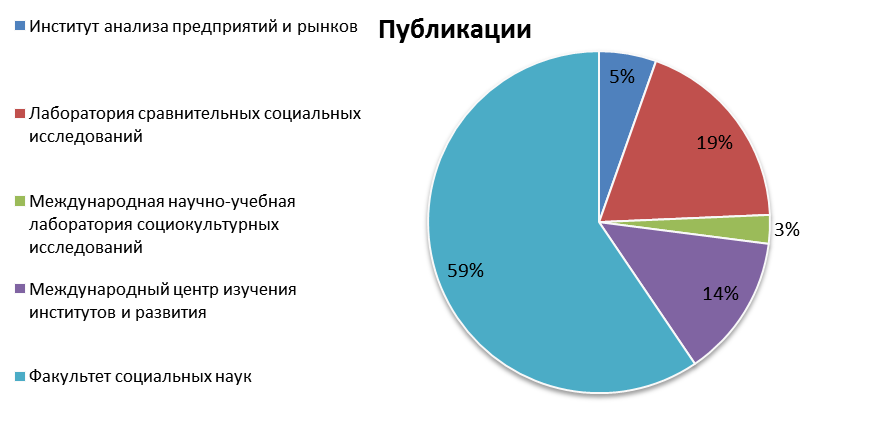 Публикации
Институт анализа предприятий и рынков
Лаборатория сравнительных социальных
исследований
Международная научно-учебная
лаборатория социокультурных
исследований
Международный центр изучения
институтов и развития
Факультет социальных наук
5%
19%
3%
14%
59%